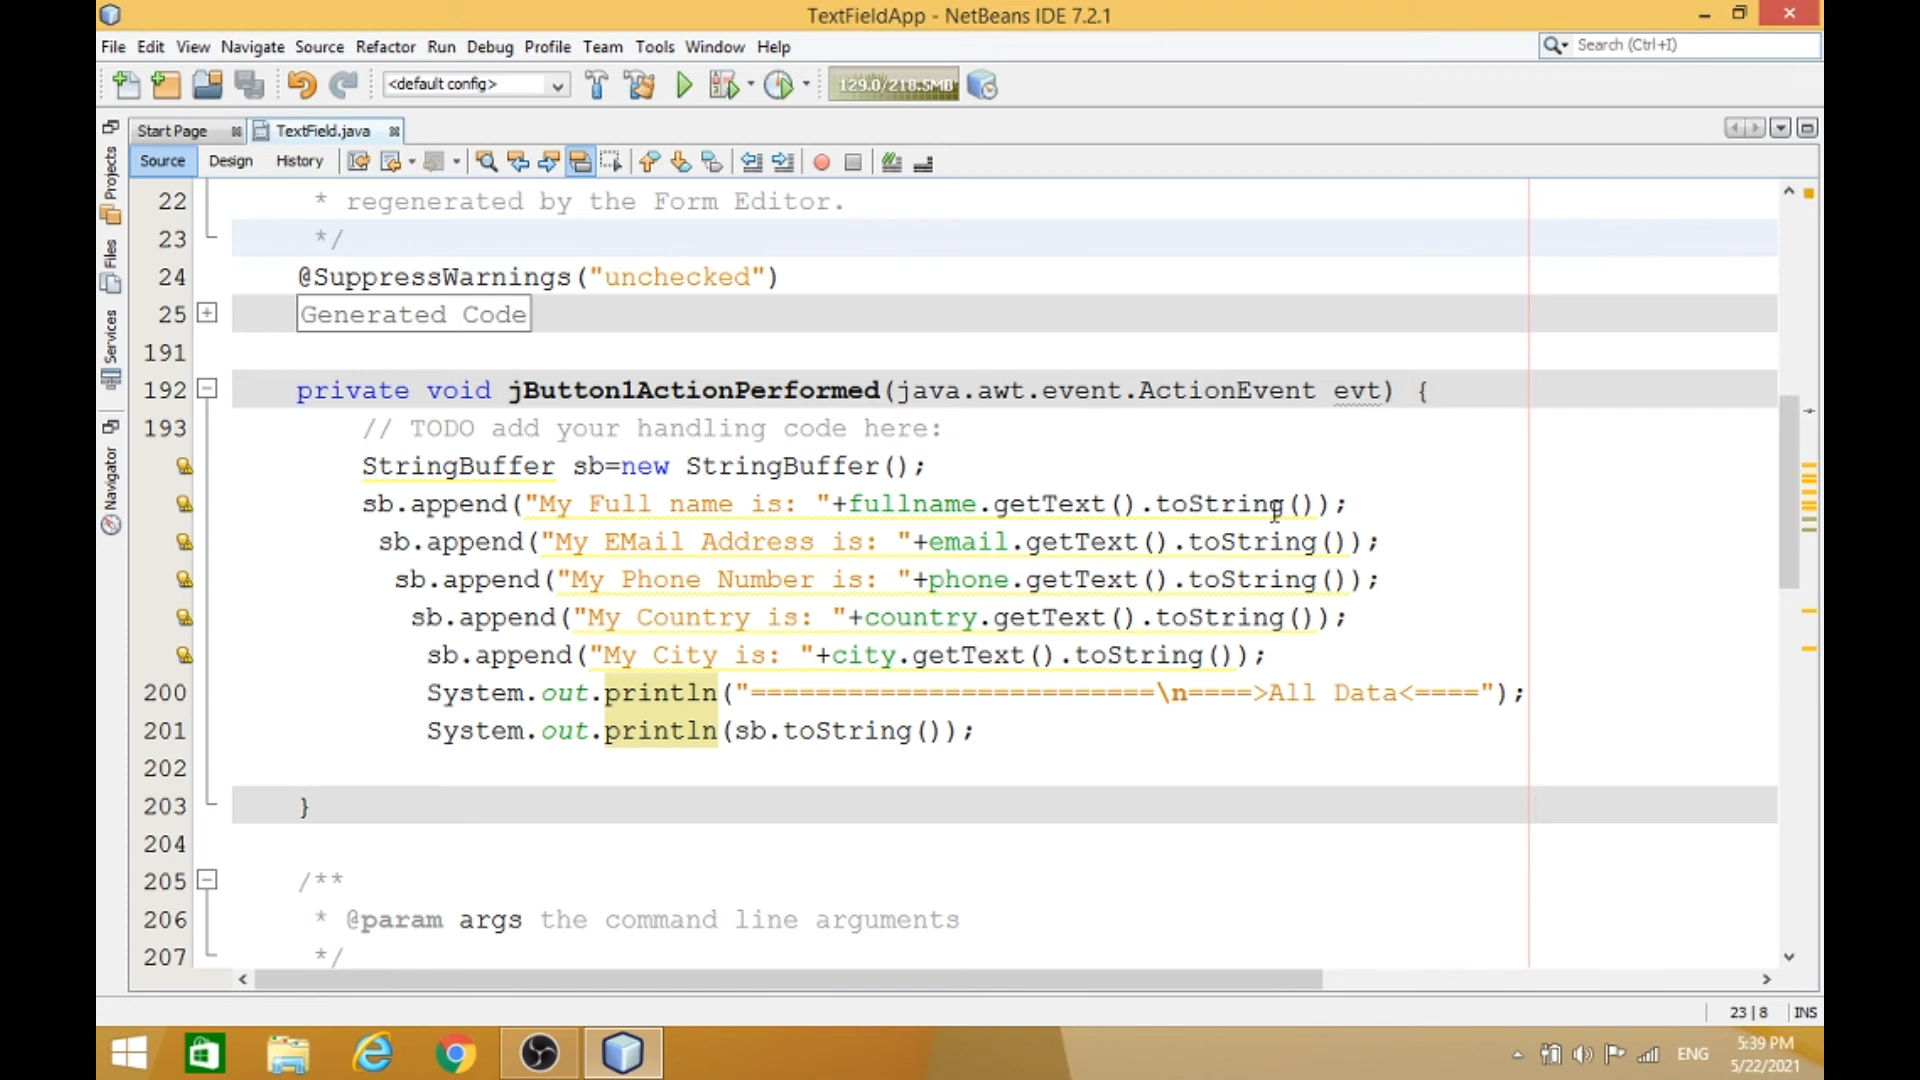 TextFieldApp - NetBeans IDE 7.2.1
File Edit View Navigate Source Refactor Run Debug Profile Team Tools Window Help
Search (Ctrl+I)
<default config>
129.0/218.5MB
Start Page
TextField.java
Source Design History
Projects
Files
Services
Navigator
22 * regenerated by the Form Editor.
23 */
24 @SuppressWarnings("unchecked")
25 Generated Code
191
192 private void jButton1ActionPerformed(java.awt.event.ActionEvent evt) {
193 // TODO add your handling code here:
StringBuffer sb=new StringBuffer();
sb.append("My Full name is: "+fullname.getText().toString());
sb.append("My EMail Address is: "+email.getText().toString());
sb.append("My Phone Number is: "+phone.getText().toString());
sb.append("My Country is: "+country.getText().toString());
sb.append("My City is: "+city.getText().toString());
200 System.out.println("=========================\n====>All Data<====");
201 System.out.println(sb.toString());
202
203 }
204
205 /**
206 * @param args the command line arguments
207 */
23|8 INS
ENG
5:39 PM
5/22/2021